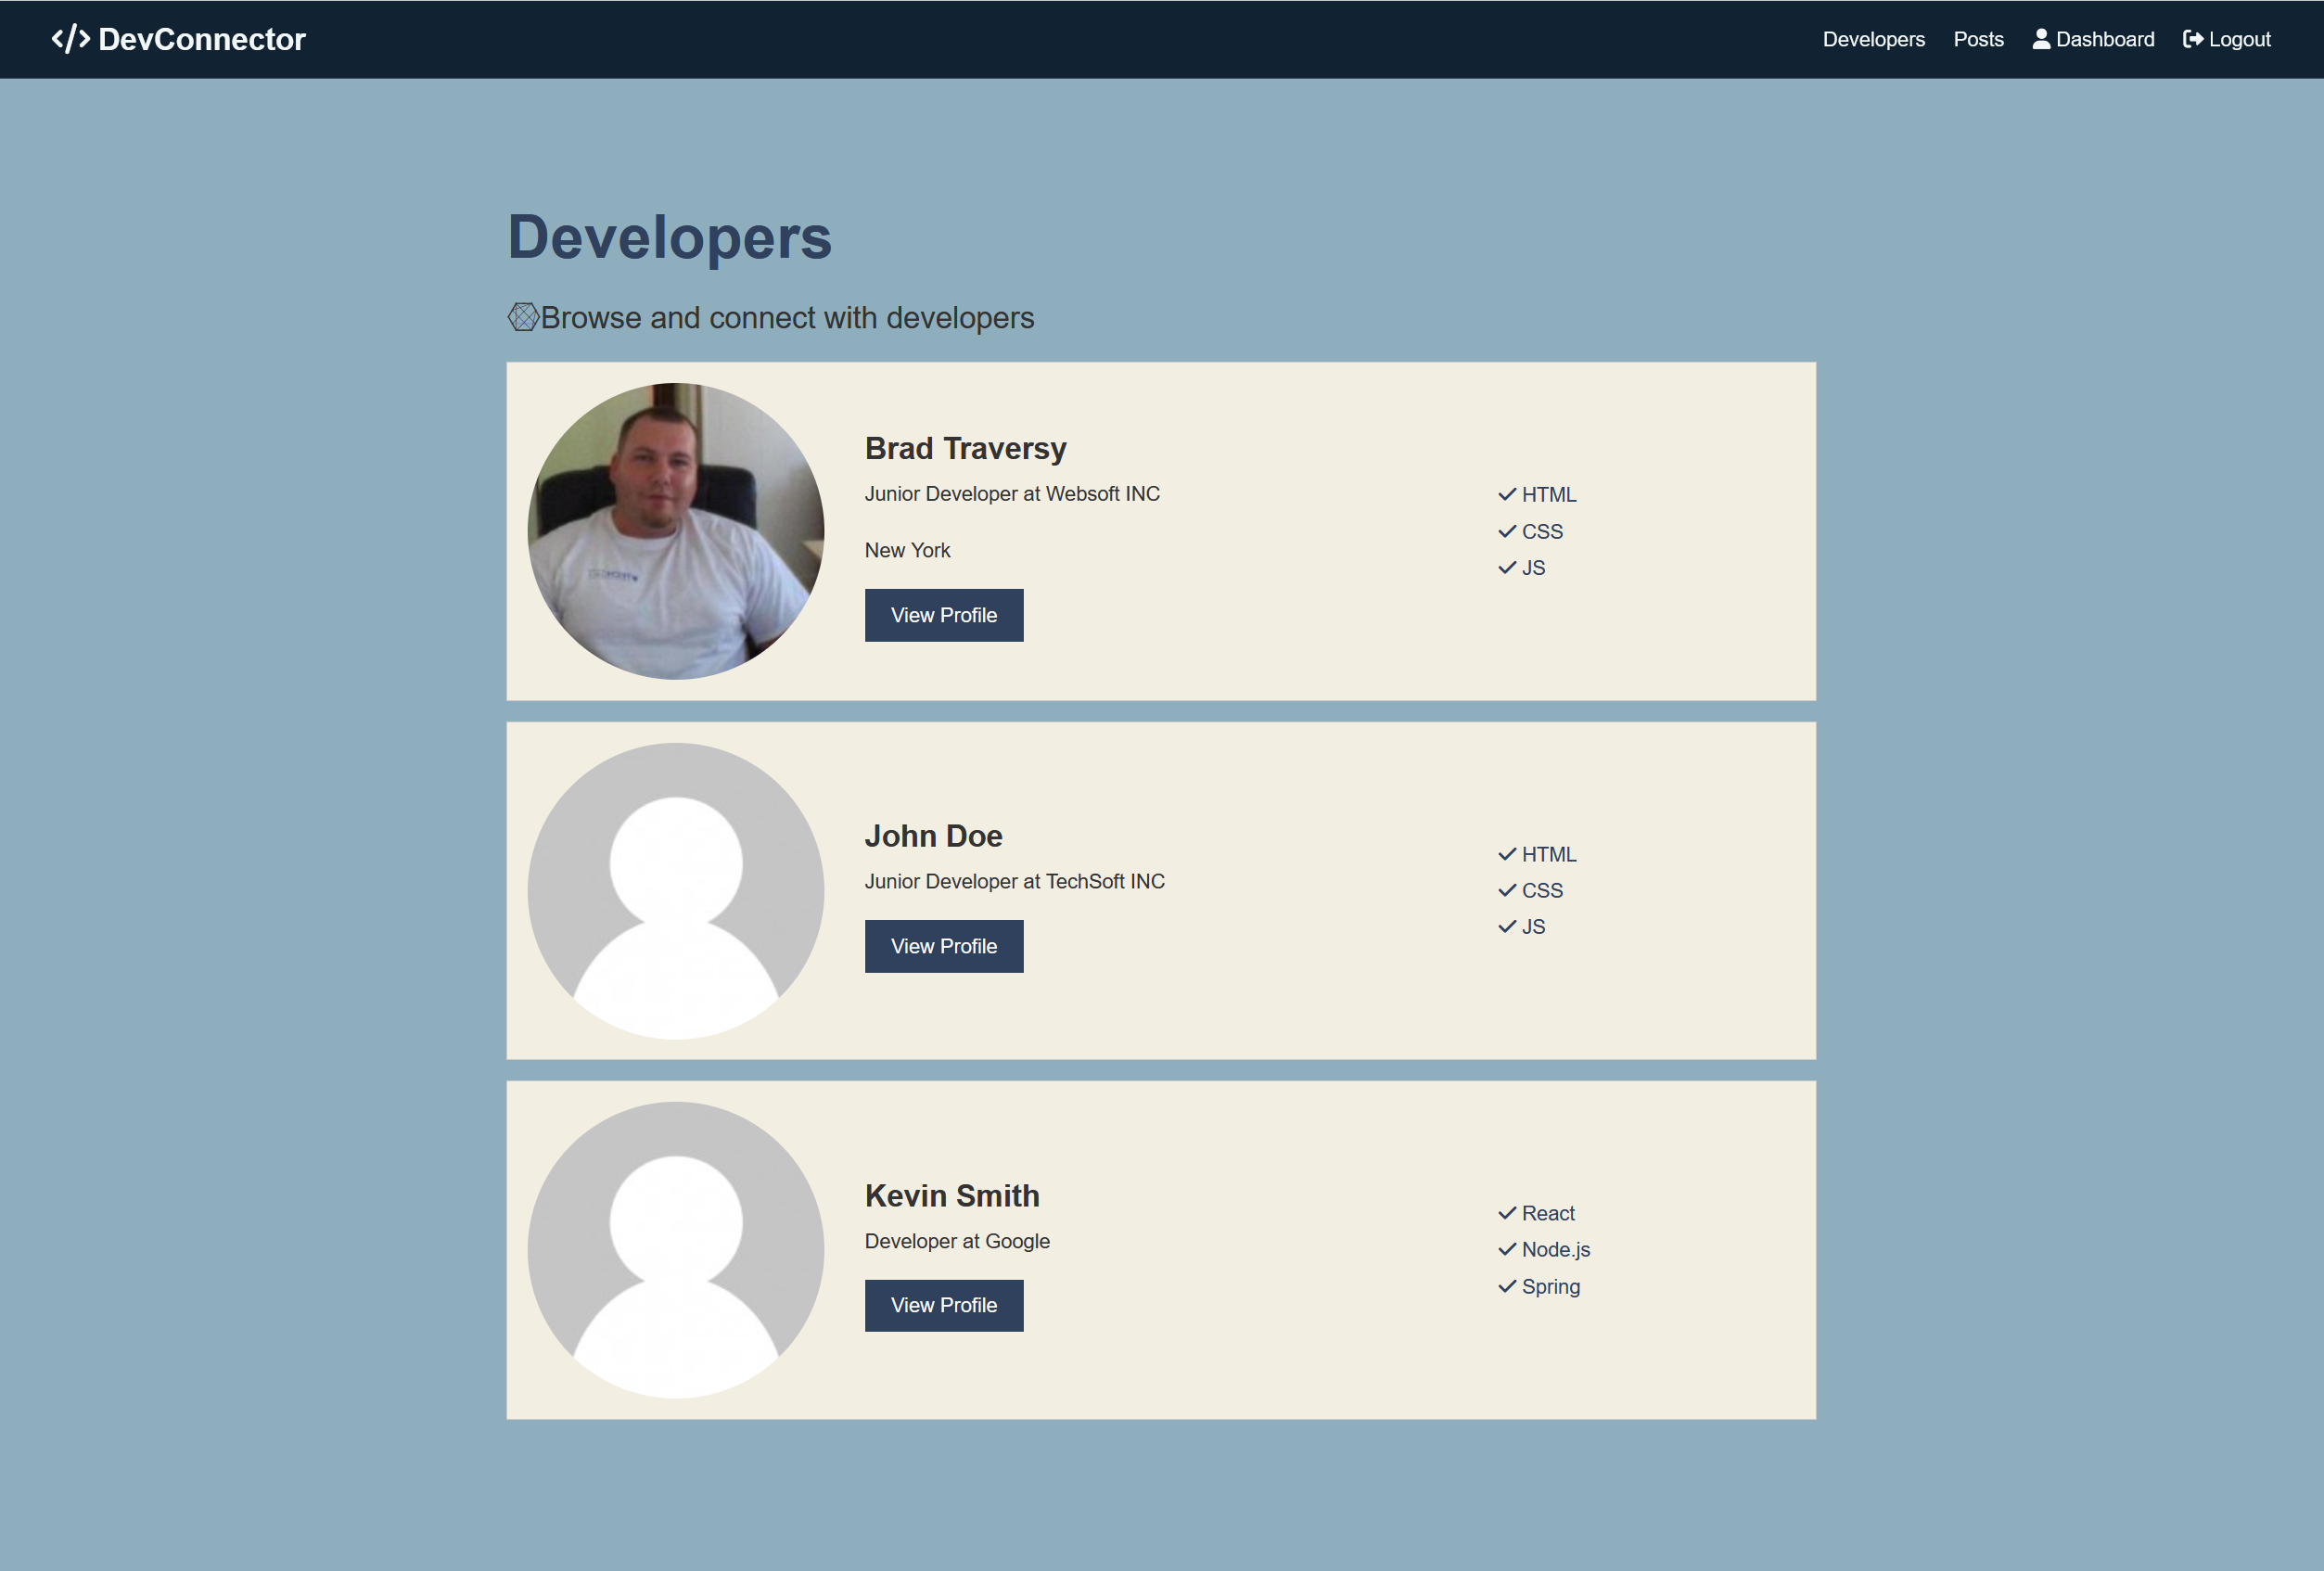 DevConnector
Developers Posts Dashboard Logout
Developers
Browse and connect with developers
Brad Traversy
Junior Developer at Websoft INC
New York
View Profile
HTML
CSS
JS
John Doe
Junior Developer at TechSoft INC
View Profile
HTML
CSS
JS
Kevin Smith
Developer at Google
View Profile
React
Node.js
Spring